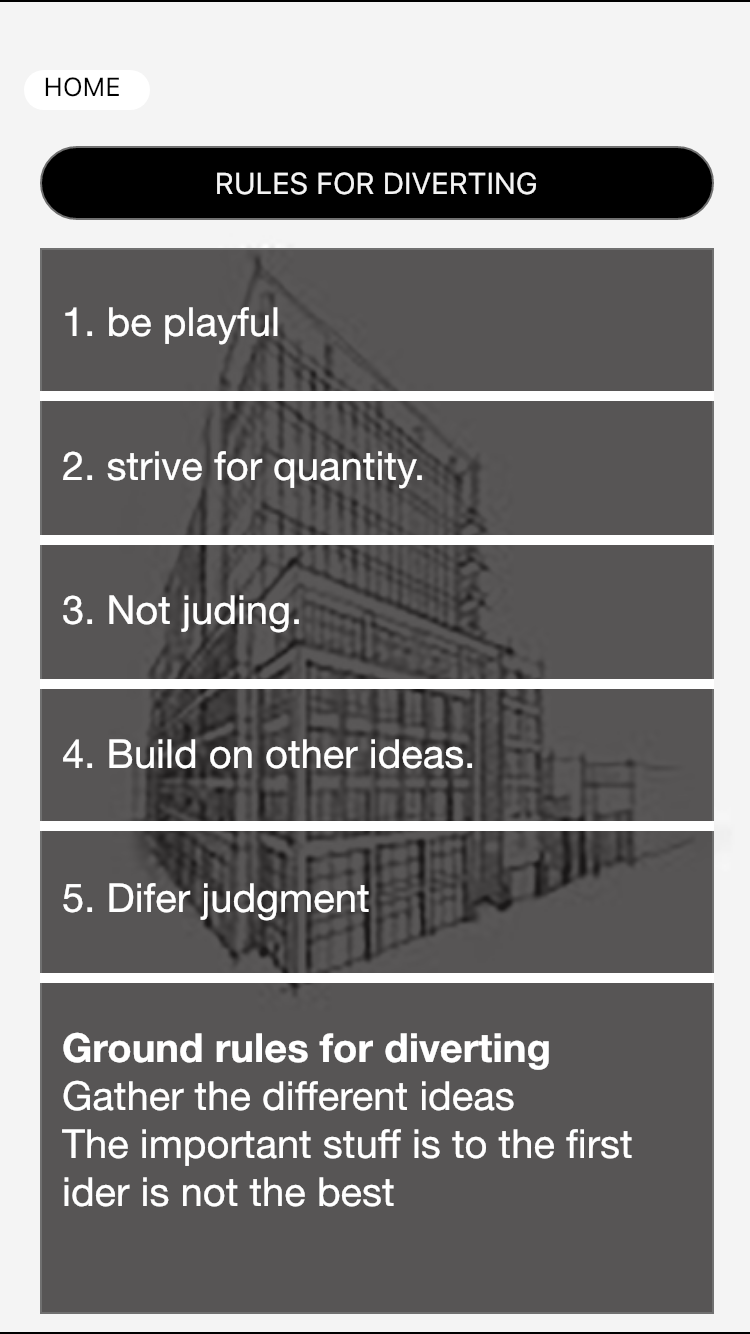 HOME
RULES FOR DIVERTING
1. be playful
2. strive for quantity.
3. Not juding.
4. Build on other ideas.
5. Difer judgment
Ground rules for diverting
Gather the different ideas
The important stuff is to the first
ider is not the best